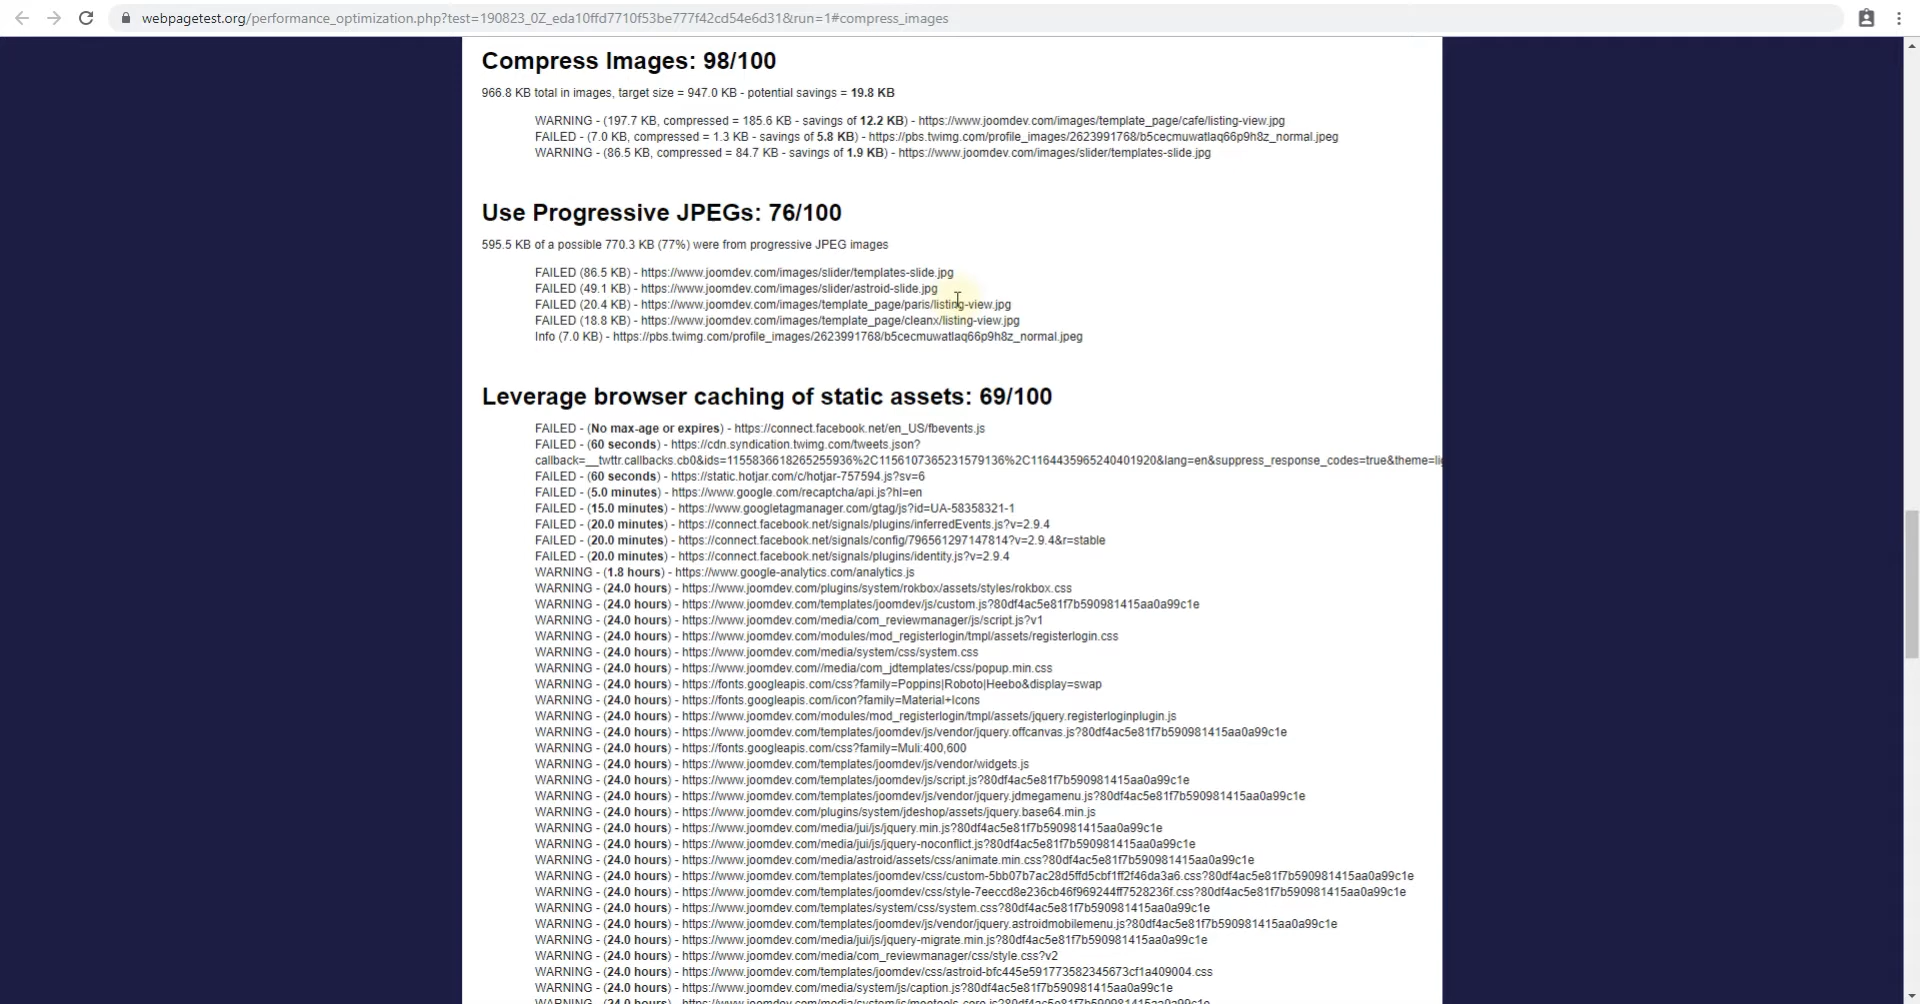 webpagetest.org/performance_optimization.php?test=190823_0Z_eda10ffd7710f53be777f42cd54e6d31&run=1#compress_images
Compress Images: 98/100
966.8 KB total in images, target size = 947.0 KB - potential savings = 19.8 KB
WARNING - (197.7 KB, compressed = 185.6 KB - savings of 12.2 KB) - https://www.joomdev.com/images/template_page/cafe/listing-view.jpg
FAILED - (7.0 KB, compressed = 1.3 KB - savings of 5.8 KB) - https://pbs.twimg.com/profile_images/2623991768/b5cecmuwatlaq66p9h8z_normal.jpeg
WARNING - (86.5 KB, compressed = 84.7 KB - savings of 1.9 KB) - https://www.joomdev.com/images/slider/templates-slide.jpg
Use Progressive JPEGs: 76/100
595.5 KB of a possible 770.3 KB (77%) were from progressive JPEG images
FAILED (86.5 KB) - https://www.joomdev.com/images/slider/templates-slide.jpg
FAILED (49.1 KB) - https://www.joomdev.com/images/slider/astroid-slide.jpg
FAILED (20.4 KB) - https://www.joomdev.com/images/template_page/paris/listing-view.jpg
FAILED (18.8 KB) - https://www.joomdev.com/images/template_page/cleanx/listing-view.jpg
Info (7.0 KB) - https://pbs.twimg.com/profile_images/2623991768/b5cecmuwatlaq66p9h8z_normal.jpeg
Leverage browser caching of static assets: 69/100
FAILED - (No max-age or expires) - https://connect.facebook.net/en_US/fbevents.js
FAILED - (60 seconds) - https://cdn.syndication.twimg.com/tweets.json?
callback=__twttr.callbacks.cb0&ids=1155836618265255936%2C1156107365231579136%2C1164435965240401920&lang=en&suppress_response_codes=true&theme=li
FAILED - (60 seconds) - https://static.hotjar.com/c/hotjar-757594.js?sv=6
FAILED - (5.0 minutes) - https://www.google.com/recaptcha/api.js?hl=en
FAILED - (15.0 minutes) - https://www.googletagmanager.com/gtag/js?id=UA-58358321-1
FAILED - (20.0 minutes) - https://connect.facebook.net/signals/plugins/inferredEvents.js?v=2.9.4
FAILED - (20.0 minutes) - https://connect.facebook.net/signals/config/796561297147814?v=2.9.4&r=stable
FAILED - (20.0 minutes) - https://connect.facebook.net/signals/plugins/identity.js?v=2.9.4
WARNING - (1.8 hours) - https://www.google-analytics.com/analytics.js
WARNING - (24.0 hours) - https://www.joomdev.com/plugins/system/rokbox/assets/styles/rokbox.css
WARNING - (24.0 hours) - https://www.joomdev.com/templates/joomdev/js/custom.js?80df4ac5e81f7b590981415aa0a99c1e
WARNING - (24.0 hours) - https://www.joomdev.com/media/com_reviewmanager/js/script.js?v1
WARNING - (24.0 hours) - https://www.joomdev.com/modules/mod_registerlogin/tmpl/assets/registerlogin.css
WARNING - (24.0 hours) - https://www.joomdev.com/media/system/css/system.css
WARNING - (24.0 hours) - https://www.joomdev.com//media/com_jdtemplates/css/popup.min.css
WARNING - (24.0 hours) - https://fonts.googleapis.com/css?family=Poppins|Roboto|Heebo&display=swap
WARNING - (24.0 hours) - https://fonts.googleapis.com/icon?family=Material+Icons
WARNING - (24.0 hours) - https://www.joomdev.com/modules/mod_registerlogin/tmpl/assets/jquery.registerloginplugin.js
WARNING - (24.0 hours) - https://www.joomdev.com/templates/joomdev/js/vendor/jquery.offcanvas.js?80df4ac5e81f7b590981415aa0a99c1e
WARNING - (24.0 hours) - https://fonts.googleapis.com/css?family=Muli:400,600
WARNING - (24.0 hours) - https://www.joomdev.com/templates/joomdev/js/vendor/widgets.js
WARNING - (24.0 hours) - https://www.joomdev.com/templates/joomdev/js/script.js?80df4ac5e81f7b590981415aa0a99c1e
WARNING - (24.0 hours) - https://www.joomdev.com/templates/joomdev/js/vendor/jquery.jdmegamenu.js?80df4ac5e81f7b590981415aa0a99c1e
WARNING - (24.0 hours) - https://www.joomdev.com/plugins/system/jdeshop/assets/jquery.base64.min.js
WARNING - (24.0 hours) - https://www.joomdev.com/media/jui/js/jquery.min.js?80df4ac5e81f7b590981415aa0a99c1e
WARNING - (24.0 hours) - https://www.joomdev.com/media/jui/js/jquery-noconflict.js?80df4ac5e81f7b590981415aa0a99c1e
WARNING - (24.0 hours) - https://www.joomdev.com/media/astroid/assets/css/animate.min.css?80df4ac5e81f7b590981415aa0a99c1e
WARNING - (24.0 hours) - https://www.joomdev.com/templates/joomdev/css/custom-5bb07b7ac28d5ffd5cbf1ff2f46da3a6.css?80df4ac5e81f7b590981415aa0a99c1e
WARNING - (24.0 hours) - https://www.joomdev.com/templates/joomdev/css/style-7eeccd8e236cb46f969244ff7528236f.css?80df4ac5e81f7b590981415aa0a99c1e
WARNING - (24.0 hours) - https://www.joomdev.com/templates/system/css/system.css?80df4ac5e81f7b590981415aa0a99c1e
WARNING - (24.0 hours) - https://www.joomdev.com/templates/joomdev/js/vendor/jquery.astroidmobilemenu.js?80df4ac5e81f7b590981415aa0a99c1e
WARNING - (24.0 hours) - https://www.joomdev.com/media/jui/js/jquery-migrate.min.js?80df4ac5e81f7b590981415aa0a99c1e
WARNING - (24.0 hours) - https://www.joomdev.com/media/com_reviewmanager/css/style.css?v2
WARNING - (24.0 hours) - https://www.joomdev.com/templates/joomdev/css/astroid-bfc445e591773582345673cf1a409004.css
WARNING - (24.0 hours) - https://www.joomdev.com/media/system/js/caption.js?80df4ac5e81f7b590981415aa0a99c1e
WARNING - (24.0 hours) - https://www.joomdev.com/media/system/js/mootools-core.js?80df4ac5e81f7b590981415aa0a99c1e